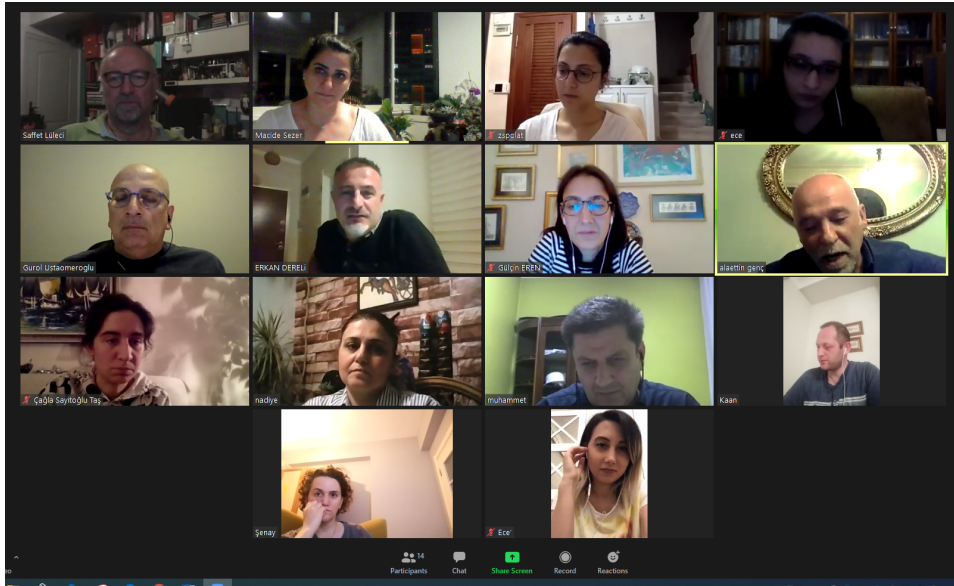 Saffet Lüleci
Macide Sezer
zspolat
ece
Gurol Ustaomeroglu
ERKAN DERELİ
Gülçin EREN
alaettin genç
Çağla Sayitoğlu Taş
nadiye
muhammet
Kaan
Şenay
Ece
14
Participants
Chat
Share Screen
Record
Reactions